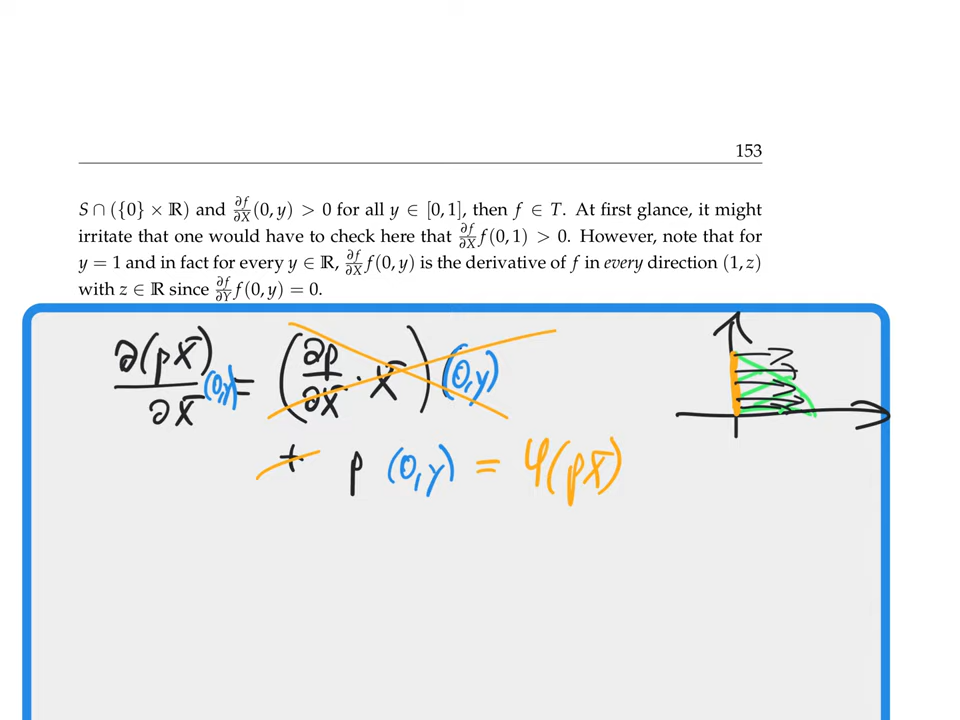 153
S ∩ ({0} × ℝ) and ∂f/∂X (0, y) > 0 for all y ∈ [0, 1], then f ∈ T. At first glance, it might
irritate that one would have to check here that ∂f/∂X f(0, 1) > 0. However, note that for
y = 1 and in fact for every y ∈ ℝ, ∂f/∂X f(0, y) is the derivative of f in every direction (1, z)
with z ∈ ℝ since ∂f/∂Y f(0, y) = 0.
∂(pX)/∂X (0,y) = (∂p/∂X · X) (0,y)
+ p (0,y) = φ(pX)